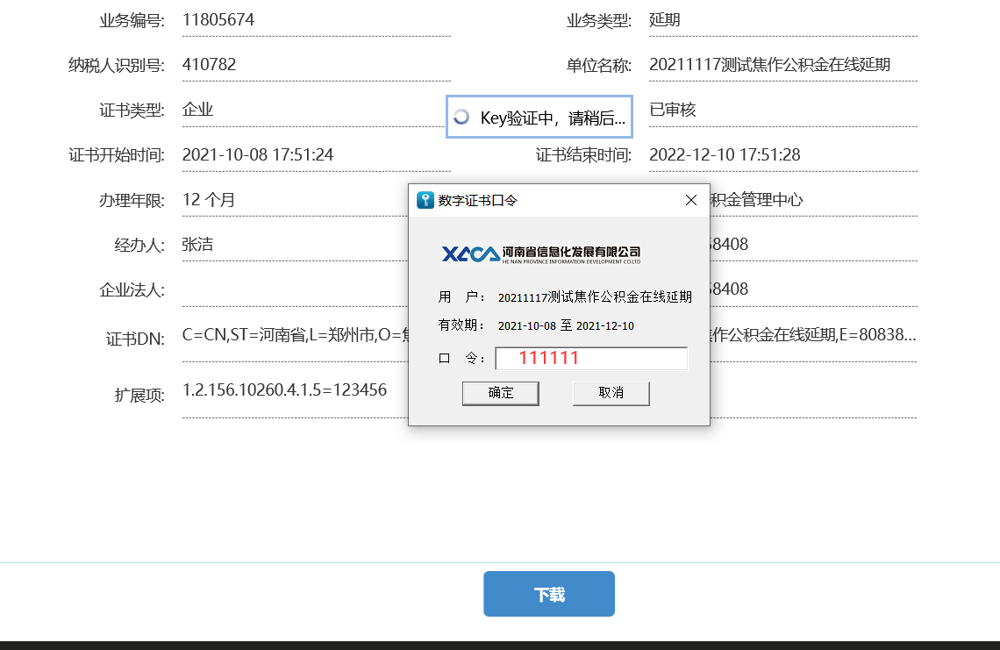 业务编号: 11805674 业务类型: 延期
纳税人识别号: 410782 单位名称: 20211117测试焦作公积金在线延期
证书类型: 企业 已审核
Key验证中，请稍后...
证书开始时间: 2021-10-08 17:51:24 证书结束时间: 2022-12-10 17:51:28
办理年限: 12 个月 积金管理中心
经办人: 张洁 8408
企业法人: 8408
证书DN: C=CN,ST=河南省,L=郑州市,O= 作公积金在线延期,E=80838...
扩展项: 1.2.156.10260.4.1.5=123456
数字证书口令
XACA 河南省信息化发展有限公司
HE NAN PROVINCE INFORMATION DEVELOPMENT CO.LTD
用 户： 20211117测试焦作公积金在线延期
有效期： 2021-10-08 至 2021-12-10
口 令： 111111
确定 取消
下载